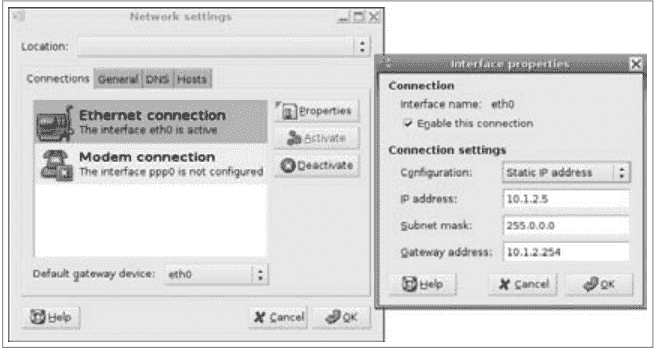 Network settings
Location:
Connections General DNS Hosts
Ethernet connection
The interface eth0 is active
Modem connection
The interface ppp0 is not configured
Properties
Activate
Deactivate
Default gateway device: eth0
Help Cancel OK
Interface properties
Connection
Interface name: eth0
Enable this connection
Connection settings
Configuration: Static IP address
IP address: 10.1.2.5
Subnet mask: 255.0.0.0
Gateway address: 10.1.2.254
Help Cancel OK